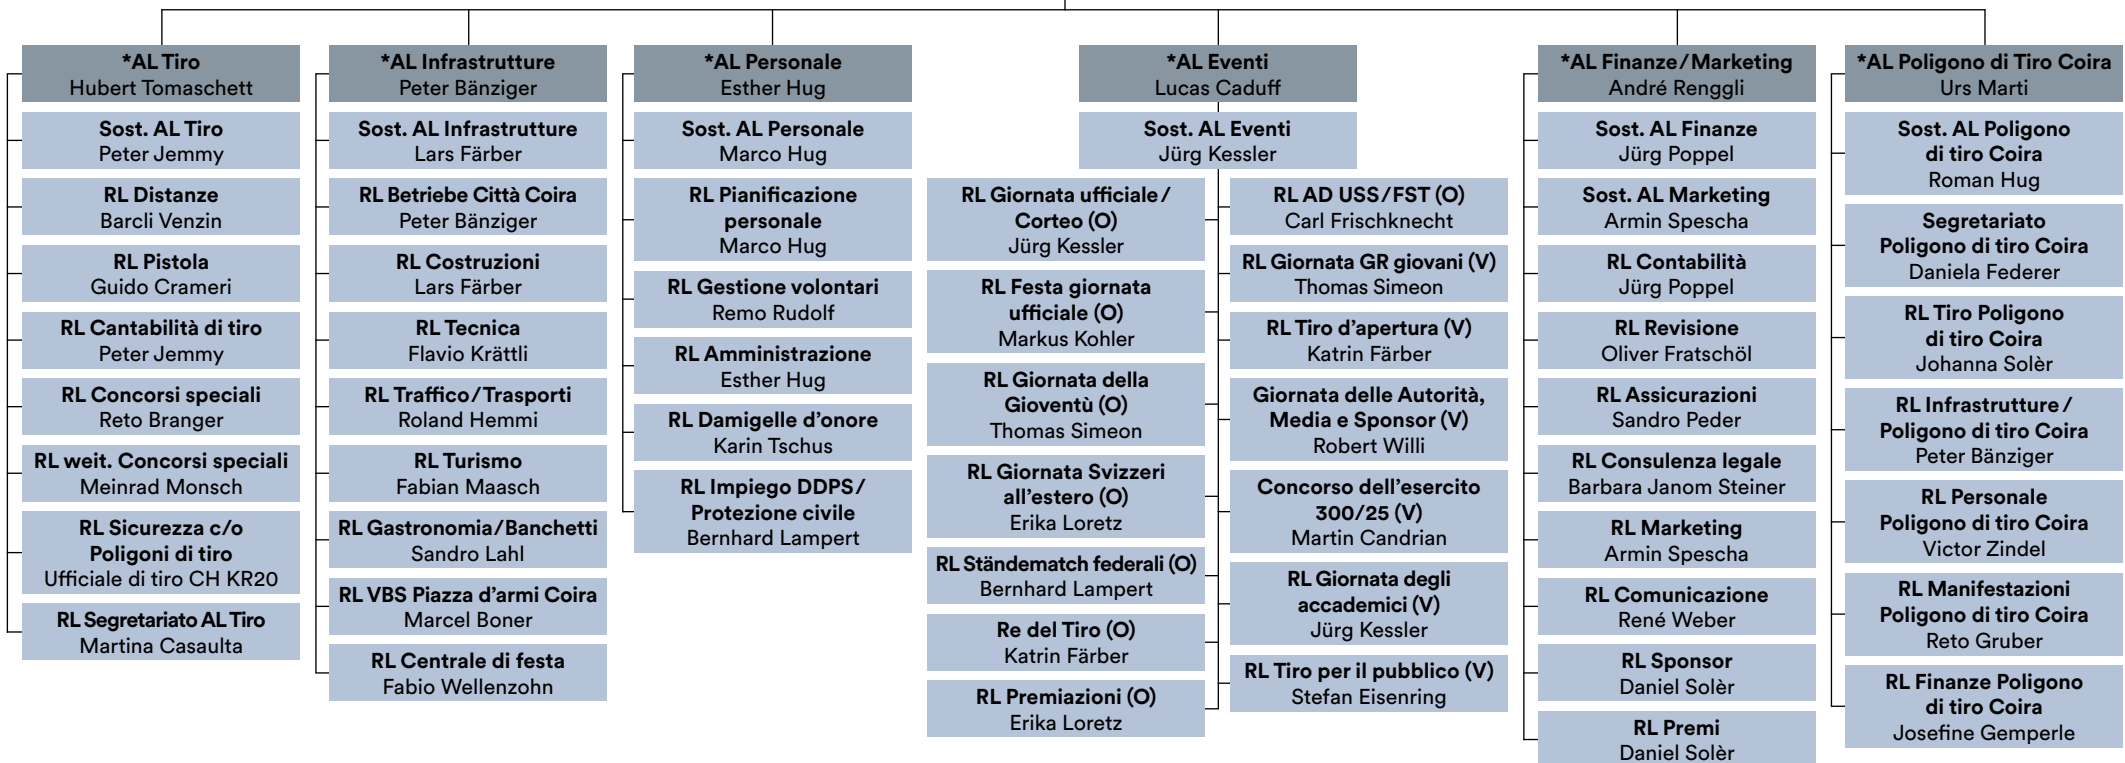 *AL Tiro
Hubert Tomaschett
Sost. AL Tiro
Peter Jemmy
RL Distanze
Barcli Venzin
RL Pistola
Guido Crameri
RL Cantabilità di tiro
Peter Jemmy
RL Concorsi speciali
Reto Branger
RL weit. Concorsi speciali
Meinrad Monsch
RL Sicurezza c/o
Poligoni di tiro
Ufficiale di tiro CH KR20
RL Segretariato AL Tiro
Martina Casaulta
*AL Infrastrutture
Peter Bänziger
Sost. AL Infrastrutture
Lars Färber
RL Betriebe Città Coira
Peter Bänziger
RL Costruzioni
Lars Färber
RL Tecnica
Flavio Krättli
RL Traffico/Trasporti
Roland Hemmi
RL Turismo
Fabian Maasch
RL Gastronomia/Banchetti
Sandro Lahl
RL VBS Piazza d'armi Coira
Marcel Boner
RL Centrale di festa
Fabio Wellenzohn
*AL Personale
Esther Hug
Sost. AL Personale
Marco Hug
RL Pianificazione
personale
Marco Hug
RL Gestione volontari
Remo Rudolf
RL Amministrazione
Esther Hug
RL Damigelle d'onore
Karin Tschus
RL Impiego DDPS/
Protezione civile
Bernhard Lampert
*AL Eventi
Lucas Caduff
Sost. AL Eventi
Jürg Kessler
RL Giornata ufficiale/
Corteo (O)
Jürg Kessler
RL Festa giornata
ufficiale (O)
Markus Kohler
RL Giornata della
Gioventù (O)
Thomas Simeon
RL Giornata Svizzeri
all'estero (O)
Erika Loretz
RL Ständematch federali (O)
Bernhard Lampert
Re del Tiro (O)
Katrin Färber
RL Premiazioni (O)
Erika Loretz
RL AD USS/FST (O)
Carl Frischknecht
RL Giornata GR giovani (V)
Thomas Simeon
RL Tiro d'apertura (V)
Katrin Färber
Giornata delle Autorità,
Media e Sponsor (V)
Robert Willi
Concorso dell'esercito
300/25 (V)
Martin Candrian
RL Giornata degli
accademici (V)
Jürg Kessler
RL Tiro per il pubblico (V)
Stefan Eisenring
*AL Finanze/Marketing
André Renggli
Sost. AL Finanze
Jürg Poppel
Sost. AL Marketing
Armin Spescha
RL Contabilità
Jürg Poppel
RL Revisione
Oliver Fratschöl
RL Assicurazioni
Sandro Peder
RL Consulenza legale
Barbara Janom Steiner
RL Marketing
Armin Spescha
RL Comunicazione
René Weber
RL Sponsor
Daniel Solèr
RL Premi
Daniel Solèr
*AL Poligono di Tiro Coira
Urs Marti
Sost. AL Poligono
di tiro Coira
Roman Hug
Segretariato
Poligono di tiro Coira
Daniela Federer
RL Tiro Poligono
di tiro Coira
Johanna Solèr
RL Infrastrutture/
Poligono di tiro Coira
Peter Bänziger
RL Personale
Poligono di tiro Coira
Victor Zindel
RL Manifestazioni
Poligono di tiro Coira
Reto Gruber
RL Finanze Poligono
di tiro Coira
Josefine Gemperle